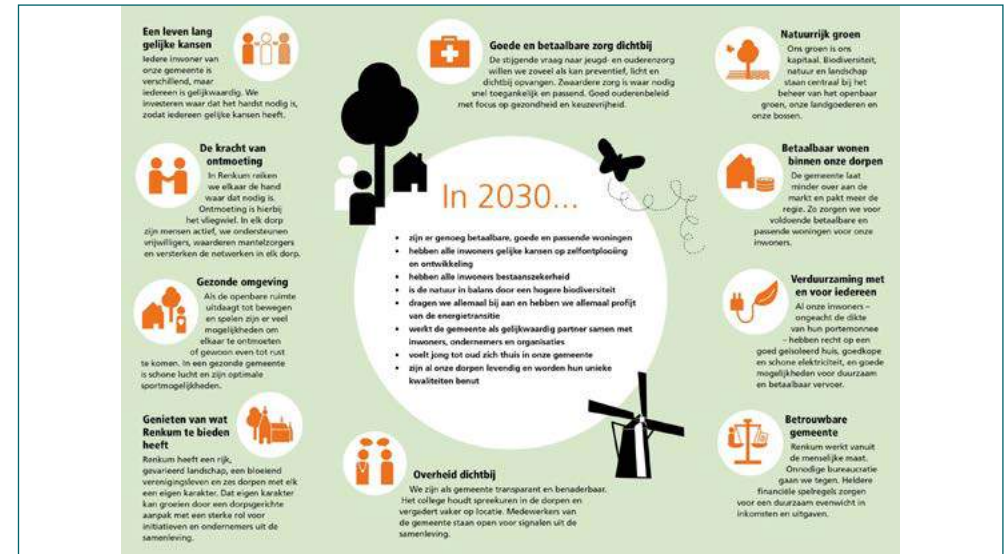 Een leven lang
gelijke kansen
Iedere inwoner van
onze gemeente is
verschillend, maar
iedereen is gelijkwaardig. We
investeren waar dat het hardst nodig is,
zodat iedereen gelijke kansen heeft.
De kracht van
ontmoeting
In Renkum reiken
we elkaar de hand
waar dat nodig is.
Ontmoeting is hierbij
het vliegwiel. In elk dorp
zijn mensen actief, we ondersteunen
vrijwilligers, waarderen mantelzorgers
en versterken de netwerken in elk dorp.
Gezonde omgeving
Als de openbare ruimte
uitdaagt tot bewegen
en spelen zijn er veel
mogelijkheden om
elkaar te ontmoeten
of gewoon even tot rust
te komen. In een gezonde gemeente
is schone lucht en zijn optimale
sportmogelijkheden.
Genieten van wat
Renkum te bieden
heeft
Renkum heeft een rijk,
gevarieerd landschap, een bloeiend
verenigingsleven en zes dorpen met elk
een eigen karakter. Dat eigen karakter
kan groeien door een dorpsgerichte
aanpak met een sterke rol voor
initiatieven en ondernemers uit de
samenleving.
Goede en betaalbare zorg dichtbij
De stijgende vraag naar jeugd- en ouderenzorg
willen we zoveel als kan preventief, licht en
dichtbij opvangen. Zwaardere zorg is waar nodig
snel toegankelijk en passend. Goed ouderenbeleid
met focus op gezondheid en keuzevrijheid.
In 2030...
• zijn er genoeg betaalbare, goede en passende woningen
• hebben alle inwoners gelijke kansen op zelfontplooiing
en ontwikkeling
• hebben alle inwoners bestaanszekerheid
• is de natuur in balans door een hogere biodiversiteit
• dragen we allemaal bij aan en hebben we allemaal profijt
van de energietransitie
• werkt de gemeente als gelijkwaardig partner samen met
inwoners, ondernemers en organisaties
• voelt jong tot oud zich thuis in onze gemeente
• zijn al onze dorpen levendig en worden hun unieke
kwaliteiten benut
Overheid dichtbij
We zijn als gemeente transparant en benaderbaar.
Het college houdt spreekuren in de dorpen en
vergadert vaker op locatie. Medewerkers van
de gemeente staan open voor signalen uit de
samenleving.
Natuurrijk groen
Ons groen is ons
kapitaal. Biodiversiteit,
natuur en landschap
staan centraal bij het
beheer van het openbaar
groen, onze landgoederen en
onze bossen.
Betaalbaar wonen
binnen onze dorpen
De gemeente laat
minder over aan de
markt en pakt meer de
regie. Zo zorgen we voor
voldoende betaalbare en
passende woningen voor onze
inwoners.
Verduurzaming met
en voor iedereen
Al onze inwoners –
ongeacht de dikte
van hun portemonnee
– hebben recht op een
goed geïsoleerd huis, goedkope
en schone elektriciteit, en goede
mogelijkheden voor duurzaam
en betaalbaar vervoer.
Betrouwbare
gemeente
Renkum werkt vanuit
de menselijke maat.
Onnodige bureaucratie
gaan we tegen. Heldere
financiële spelregels zorgen
voor een duurzaam evenwicht in
inkomsten en uitgaven.